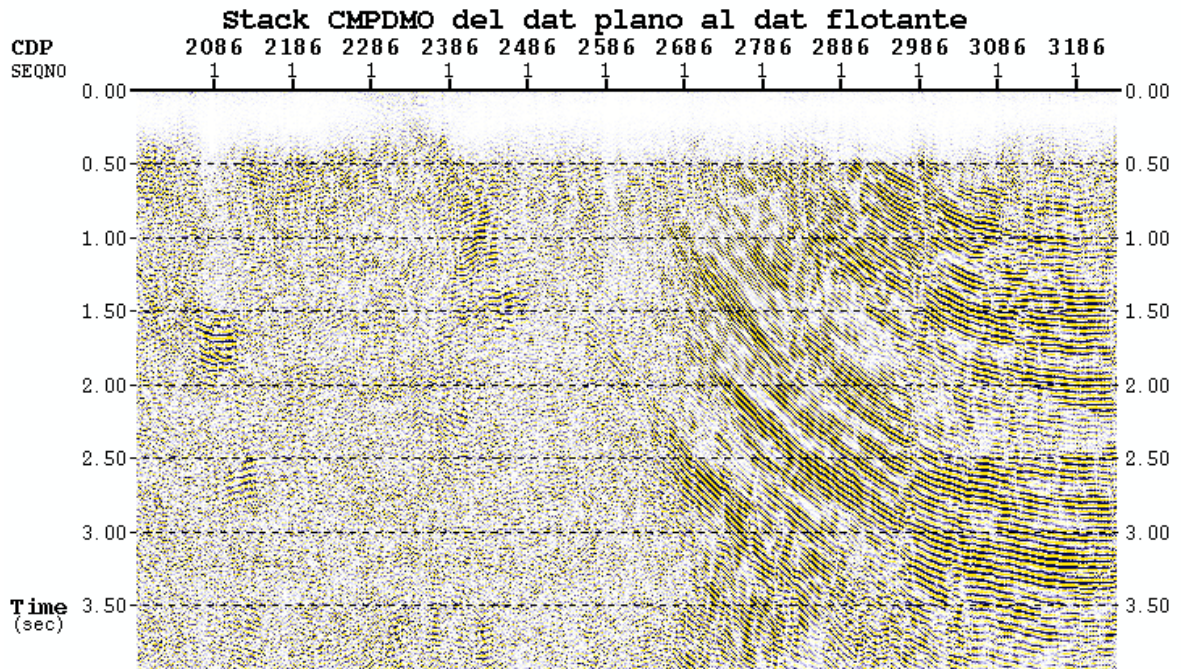 Stack CMPDMO del dat plano al dat flotante
CDP 2086 2186 2286 2386 2486 2586 2686 2786 2886 2986 3086 3186
SEQNO 1 1 1 1 1 1 1 1 1 1 1 1
0.00 0.00
0.50 0.50
1.00 1.00
1.50 1.50
2.00 2.00
2.50 2.50
3.00 3.00
Time 3.50 3.50
(sec)